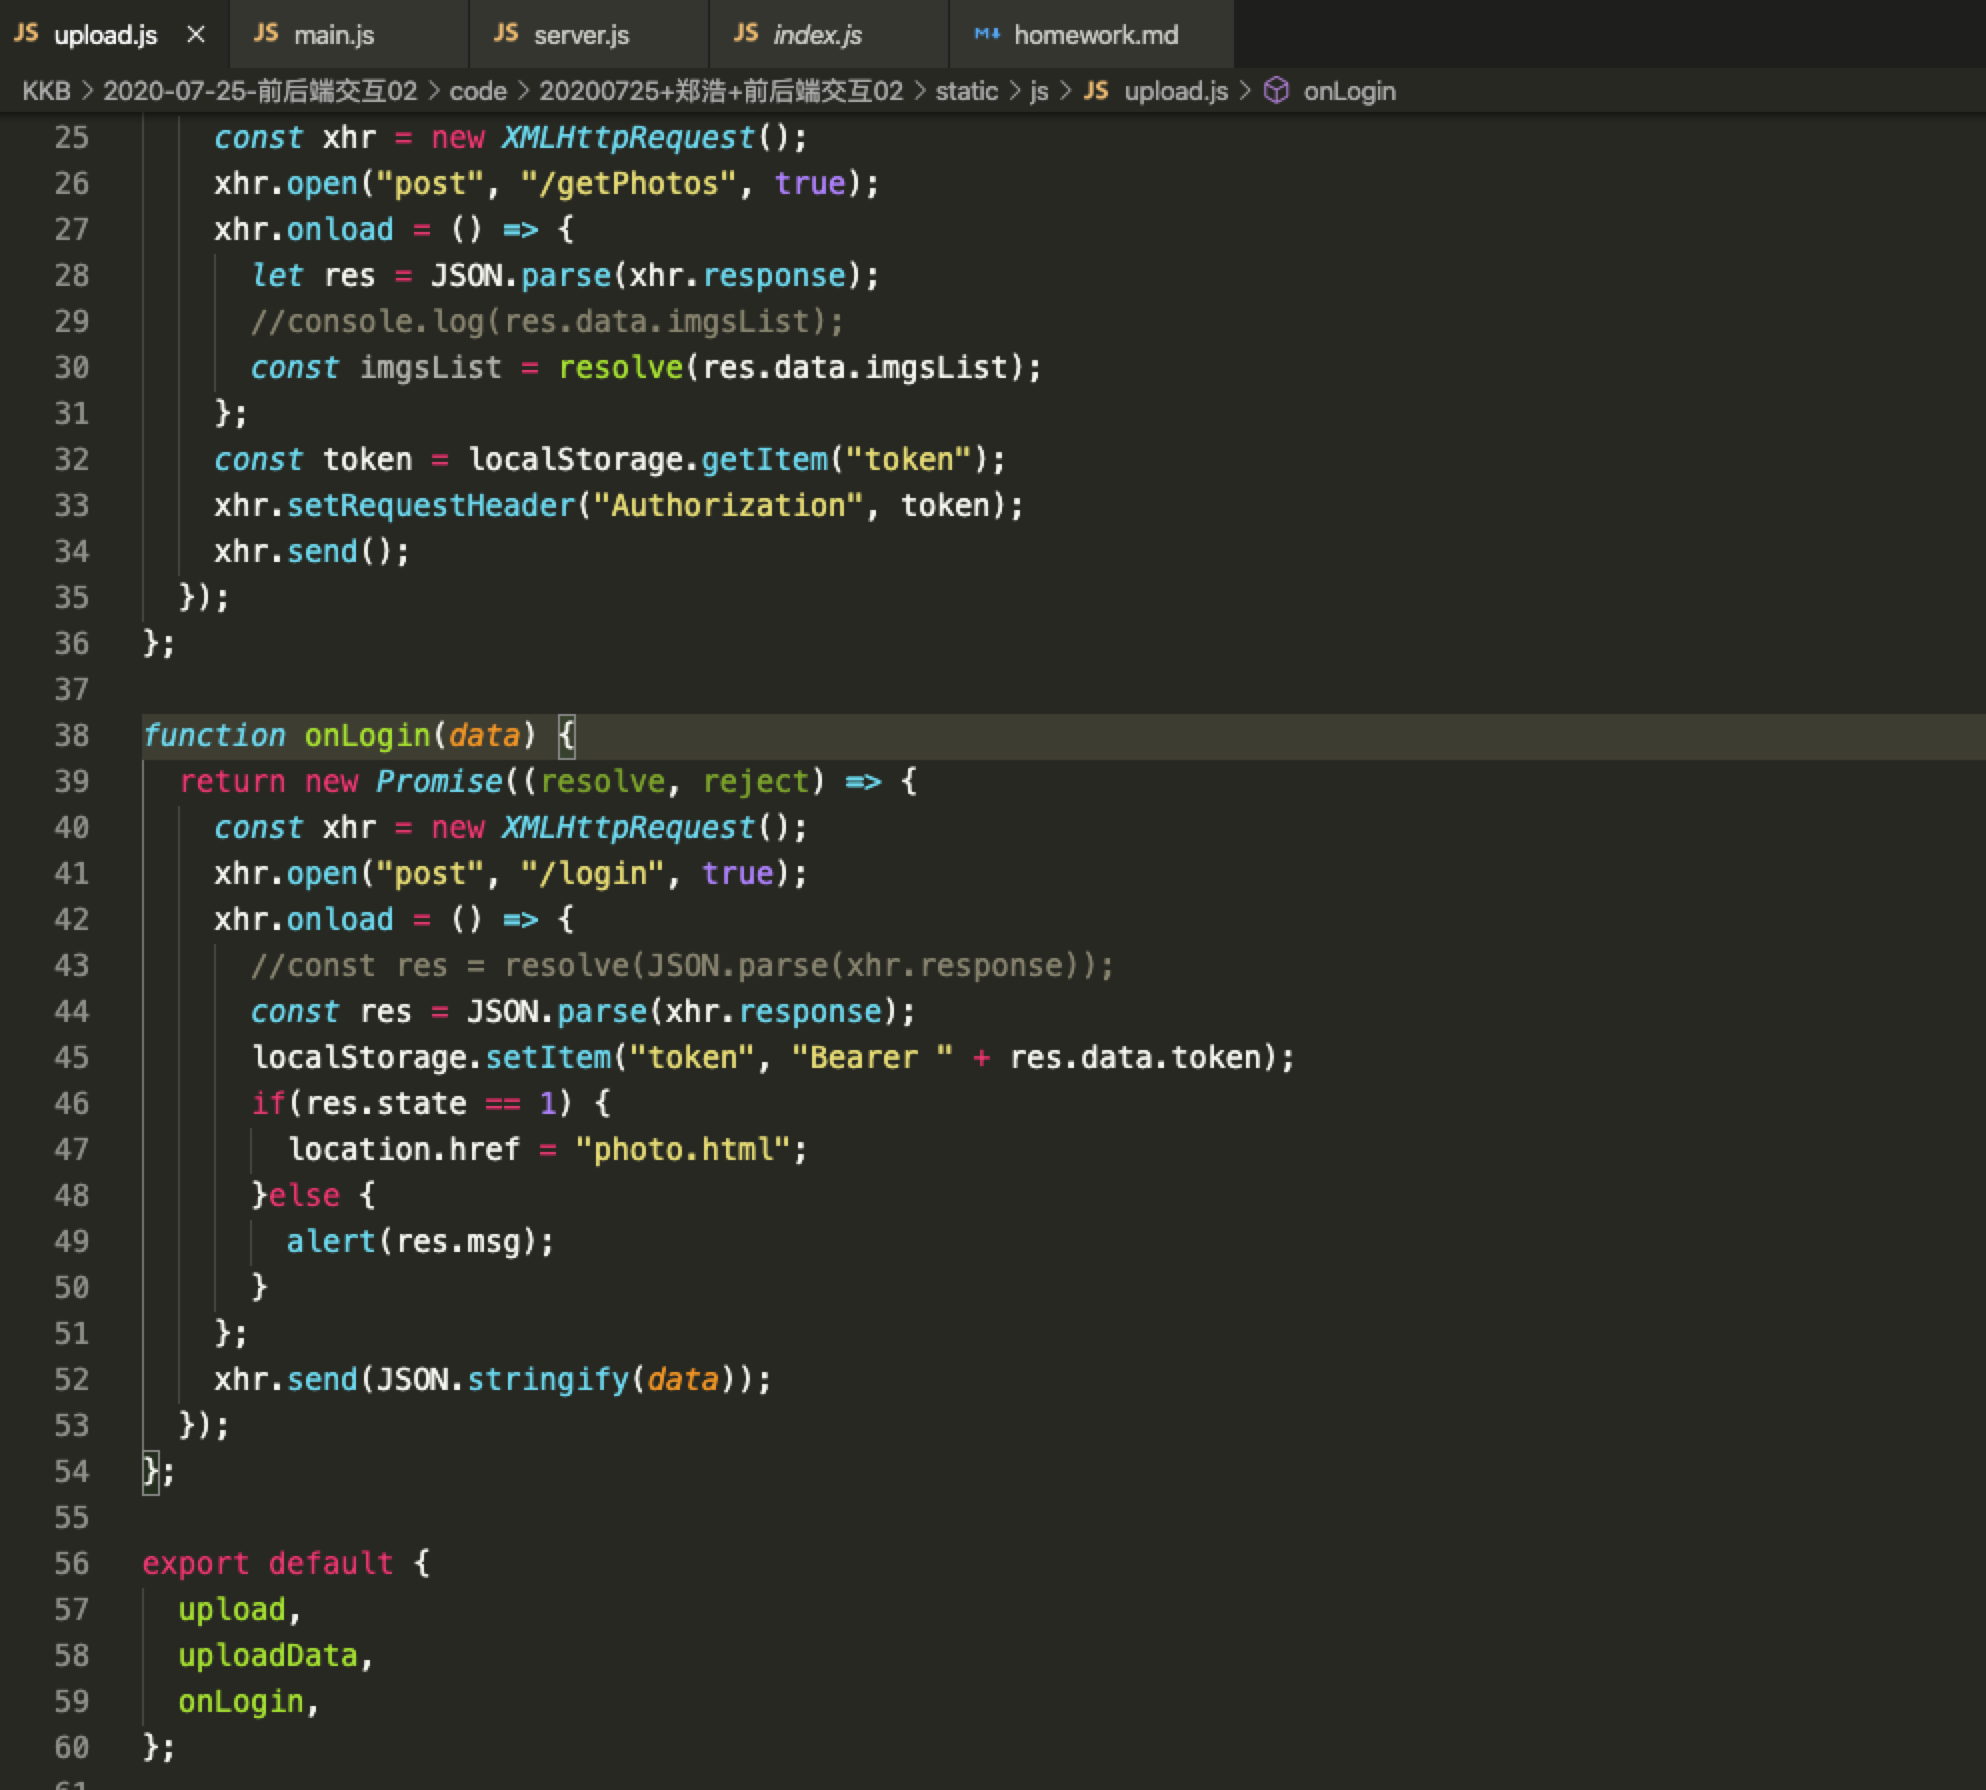 JS upload.js × JS main.js JS server.js JS index.js M↓ homework.md
KKB > 2020-07-25-前后端交互02 > code > 20200725+郑浩+前后端交互02 > static > js > JS upload.js > onLogin
25 const xhr = new XMLHttpRequest();
26 xhr.open("post", "/getPhotos", true);
27 xhr.onload = () => {
28 let res = JSON.parse(xhr.response);
29 //console.log(res.data.imgsList);
30 const imgsList = resolve(res.data.imgsList);
31 };
32 const token = localStorage.getItem("token");
33 xhr.setRequestHeader("Authorization", token);
34 xhr.send();
35 });
36 };
37
38 function onLogin(data) {
39 return new Promise((resolve, reject) => {
40 const xhr = new XMLHttpRequest();
41 xhr.open("post", "/login", true);
42 xhr.onload = () => {
43 //const res = resolve(JSON.parse(xhr.response));
44 const res = JSON.parse(xhr.response);
45 localStorage.setItem("token", "Bearer " + res.data.token);
46 if(res.state == 1) {
47 location.href = "photo.html";
48 }else {
49 alert(res.msg);
50 }
51 };
52 xhr.send(JSON.stringify(data));
53 });
54 };
55
56 export default {
57 upload,
58 uploadData,
59 onLogin,
60 };
61